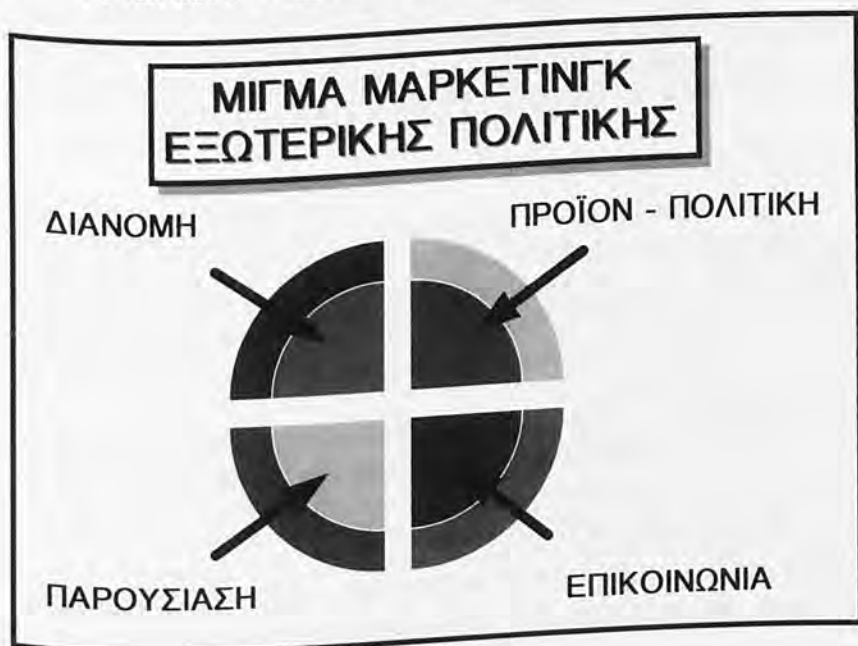 ΜΙΓΜΑ ΜΑΡΚΕΤΙΝΓΚ
ΕΞΩΤΕΡΙΚΗΣ ΠΟΛΙΤΙΚΗΣ
ΔΙΑΝΟΜΗ
ΠΡΟΪΟΝ - ΠΟΛΙΤΙΚΗ
ΠΑΡΟΥΣΙΑΣΗ
ΕΠΙΚΟΙΝΩΝΙΑ